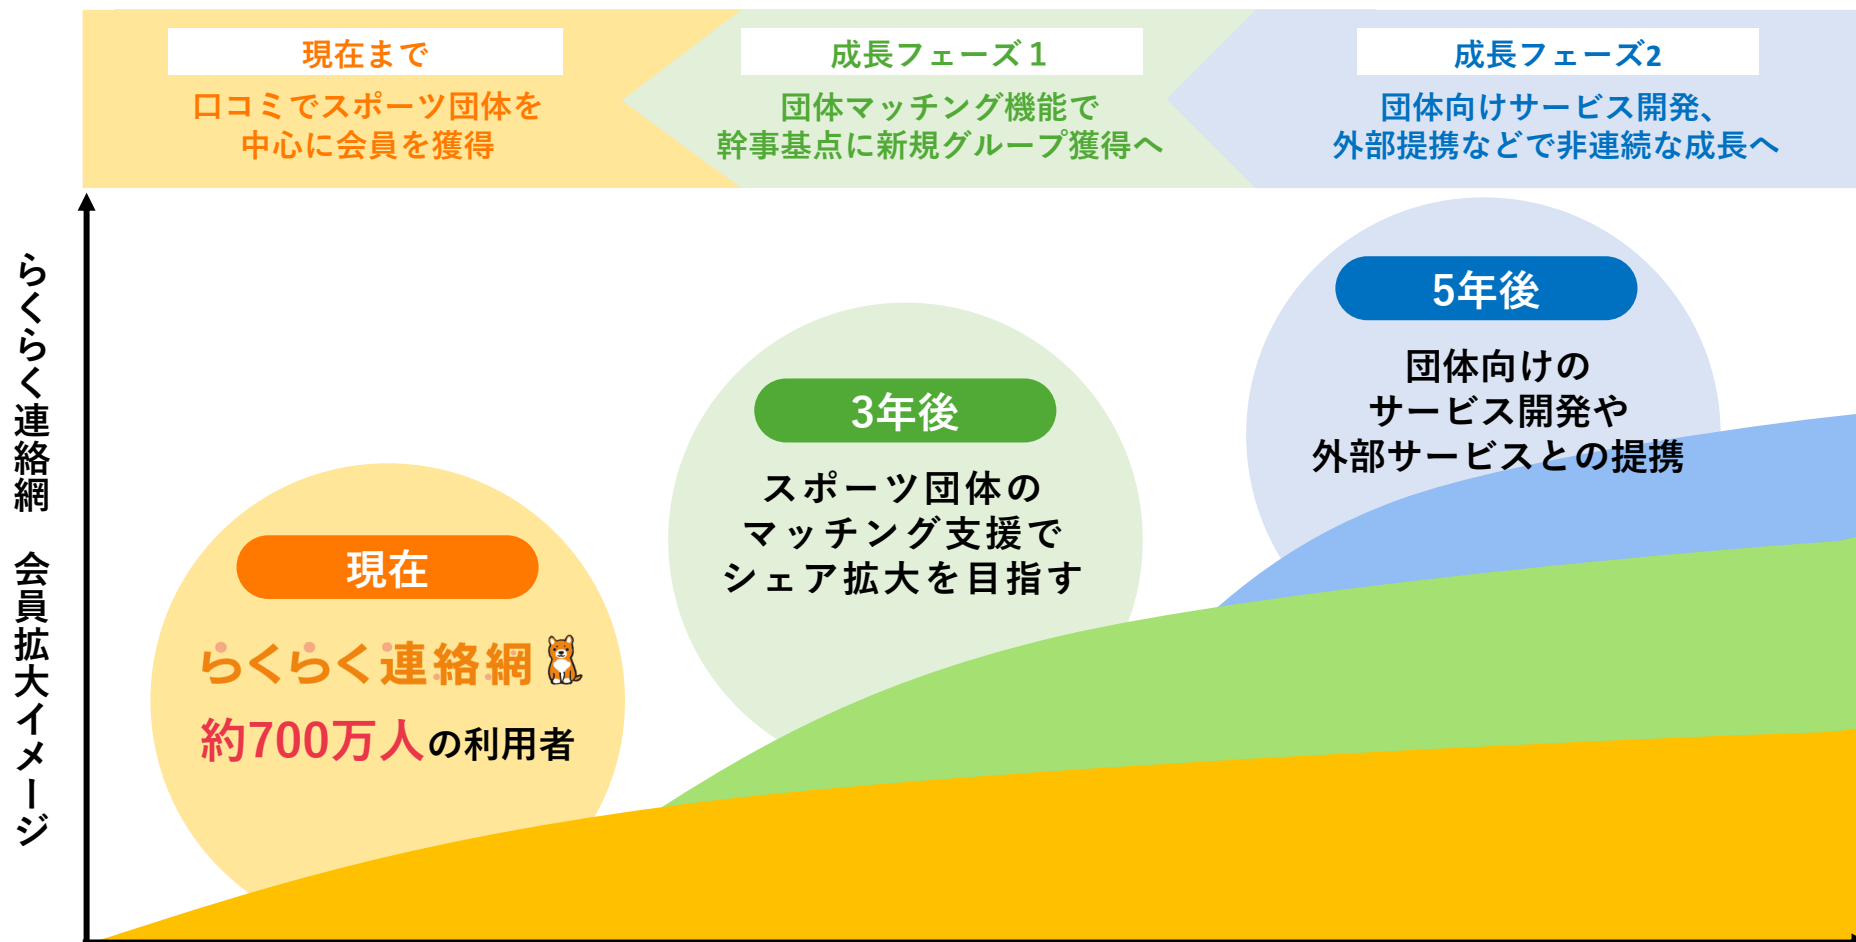 現在まで
口コミでスポーツ団体を
中心に会員を獲得
成長フェーズ１
団体マッチング機能で
幹事基点に新規グループ獲得へ
成長フェーズ2
団体向けサービス開発、
外部提携などで非連続な成長へ
らくらく連絡網　会員拡大イメージ
現在
らくらく連絡網
約700万人の利用者
3年後
スポーツ団体の
マッチング支援で
シェア拡大を目指す
5年後
団体向けの
サービス開発や
外部サービスとの提携